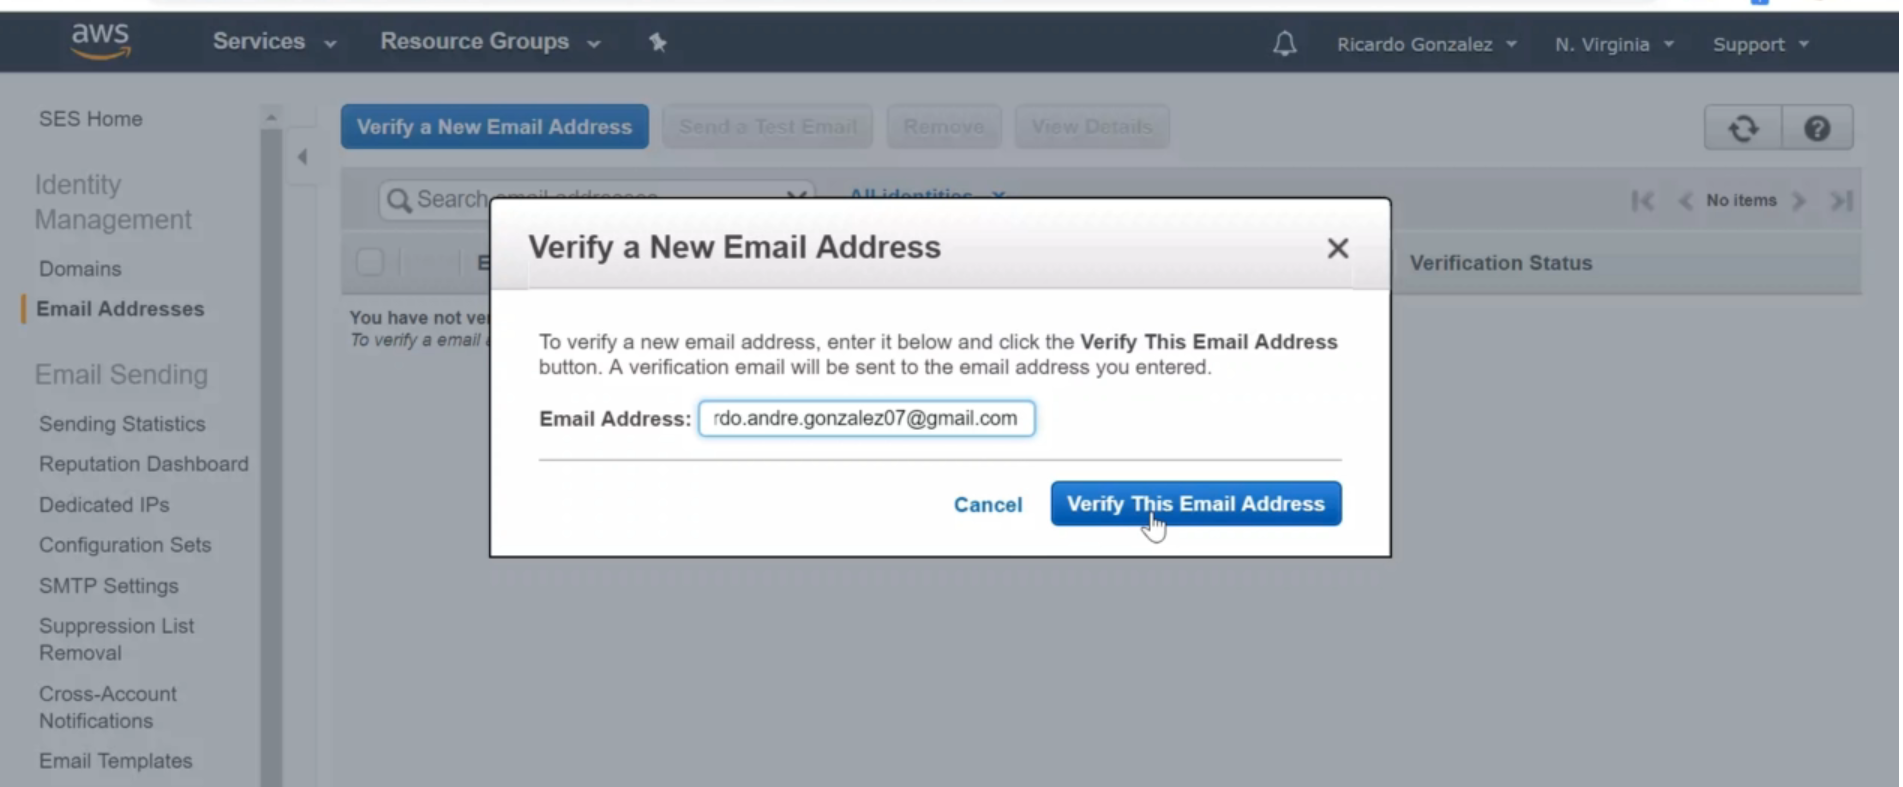 aws
Services
Resource Groups
Ricardo Gonzalez
N. Virginia
Support
SES Home
Identity
Management
Domains
Email Addresses
Email Sending
Sending Statistics
Reputation Dashboard
Dedicated IPs
Configuration Sets
SMTP Settings
Suppression List
Removal
Cross-Account
Notifications
Email Templates
Verify a New Email Address
Send a Test Email
Remove
View Details
Search email addresses
All identities
No items
Verification Status
You have not
To verify a email
Verify a New Email Address
To verify a new email address, enter it below and click the Verify This Email Address
button. A verification email will be sent to the email address you entered.
Email Address: rdo.andre.gonzalez07@gmail.com
Cancel
Verify This Email Address